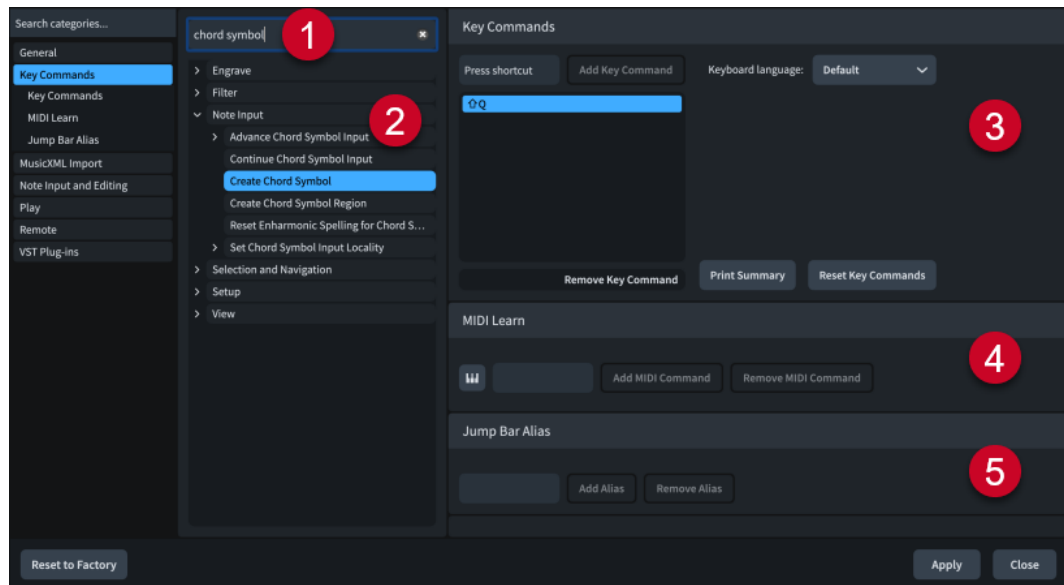 Search categories...
General
Key Commands
Key Commands
MIDI Learn
Jump Bar Alias
MusicXML Import
Note Input and Editing
Play
Remote
VST Plug-ins
chord symbol
1
Engrave
Filter
Note Input
2
Advance Chord Symbol Input
Continue Chord Symbol Input
Create Chord Symbol
Create Chord Symbol Region
Reset Enharmonic Spelling for Chord S...
Set Chord Symbol Input Locality
Selection and Navigation
Setup
View
Key Commands
Press shortcut Add Key Command Keyboard language: Default
⇧Q
3
Remove Key Command Print Summary Reset Key Commands
MIDI Learn
4
Add MIDI Command Remove MIDI Command
Jump Bar Alias
5
Add Alias Remove Alias
Reset to Factory Apply Close